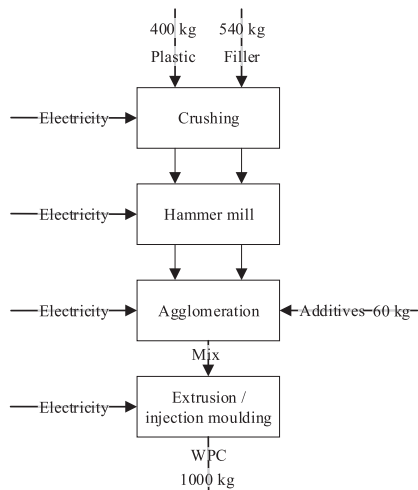 400 kg 540 kg
Plastic Filler
Electricity Crushing
Electricity Hammer mill
Electricity Agglomeration Additives 60 kg
Mix
Electricity Extrusion /
injection moulding
WPC
1000 kg